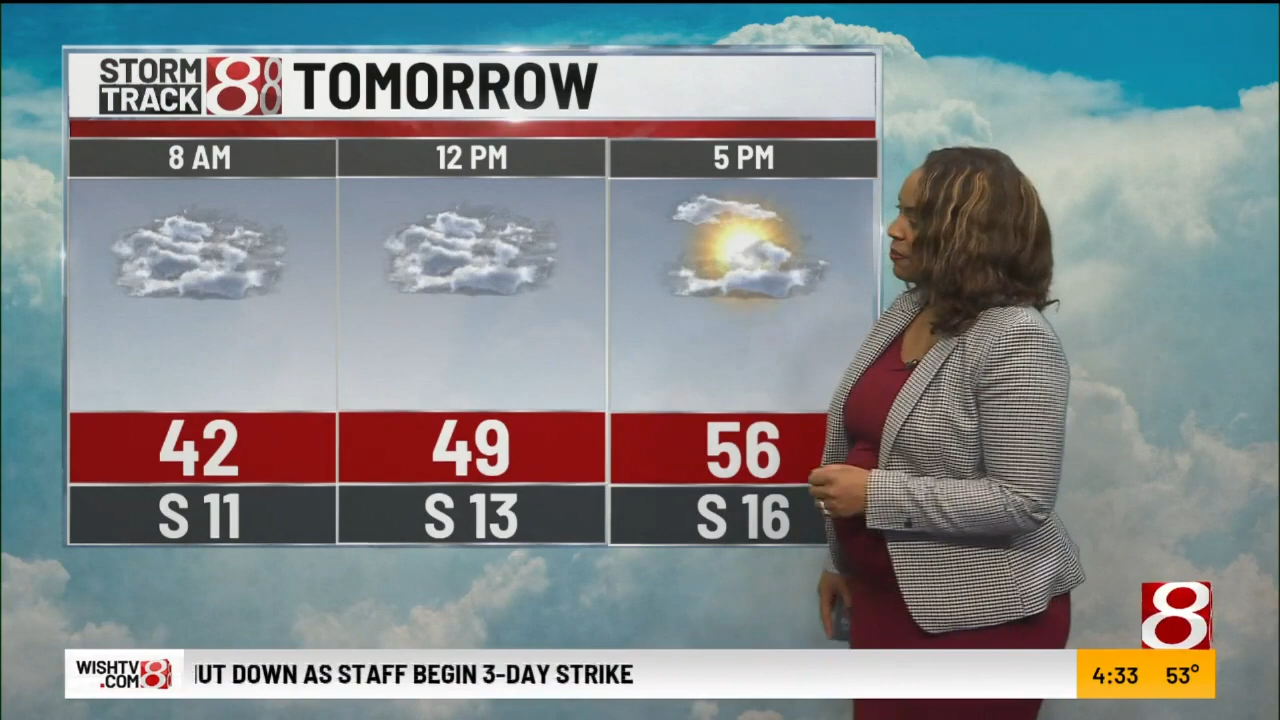 STORM
TRACK 8 8 TOMORROW
8 AM 12 PM 5 PM
42 49 56
S 11 S 13 S 16
8
WISHTV
.COM 8 DOWN AS STAFF BEGIN 3-DAY STRIKE 4:33 53°